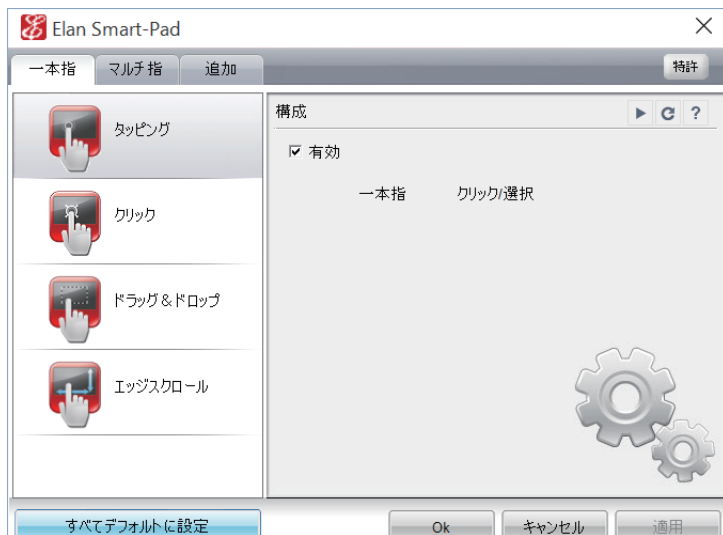 Elan Smart-Pad
一本指 マルチ指 追加 特許
タッピング
クリック
ドラッグ&ドロップ
エッジスクロール
構成 ?
有効
一本指 クリック/選択
すべてデフォルトに設定 Ok キャンセル 適用